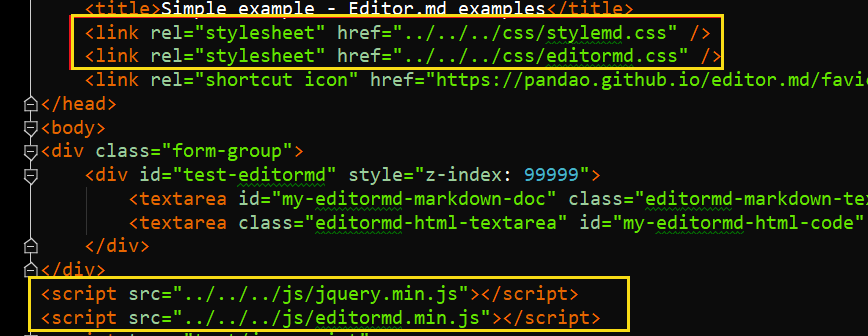 <title>Simple example - Editor.md examples</title>
<link rel="stylesheet" href="../../../css/stylemd.css" />
<link rel="stylesheet" href="../../../css/editormd.css" />
<link rel="shortcut icon" href="https://pandao.github.io/editor.md/favic
</head>
<body>
<div class="form-group">
<div id="test-editormd" style="z-index: 99999">
<textarea id="my-editormd-markdown-doc" class="editormd-markdown-tex
<textarea class="editormd-html-textarea" id="my-editormd-html-code"
</div>
</div>
<script src="../../../js/jquery.min.js"></script>
<script src="../../../js/editormd.min.js"></script>